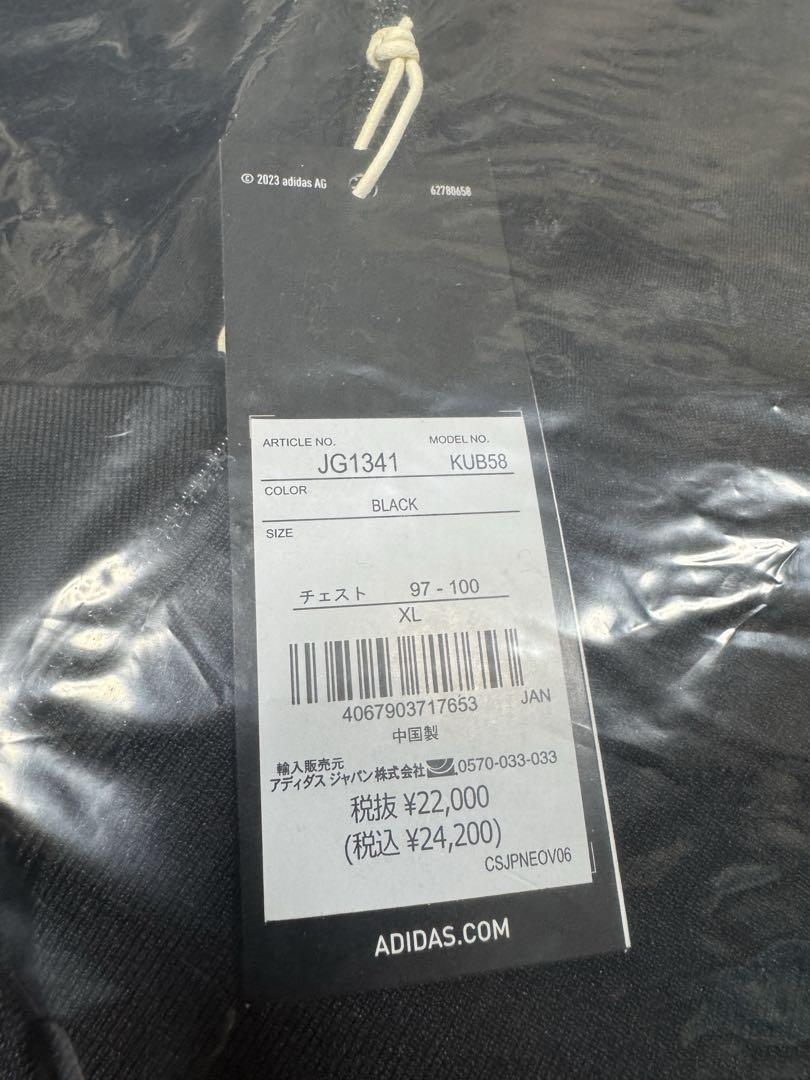 © 2023 adidas AG 62780658
ARTICLE NO. MODEL NO.
JG1341 KUB58
COLOR
BLACK
SIZE
チェスト 97 - 100
XL
4067903717653 JAN
中国製
輸入販売元
アディダス ジャパン株式会社 0570-033-033
税抜 ¥22,000
(税込 ¥24,200)
CSJPNEOV06
ADIDAS.COM